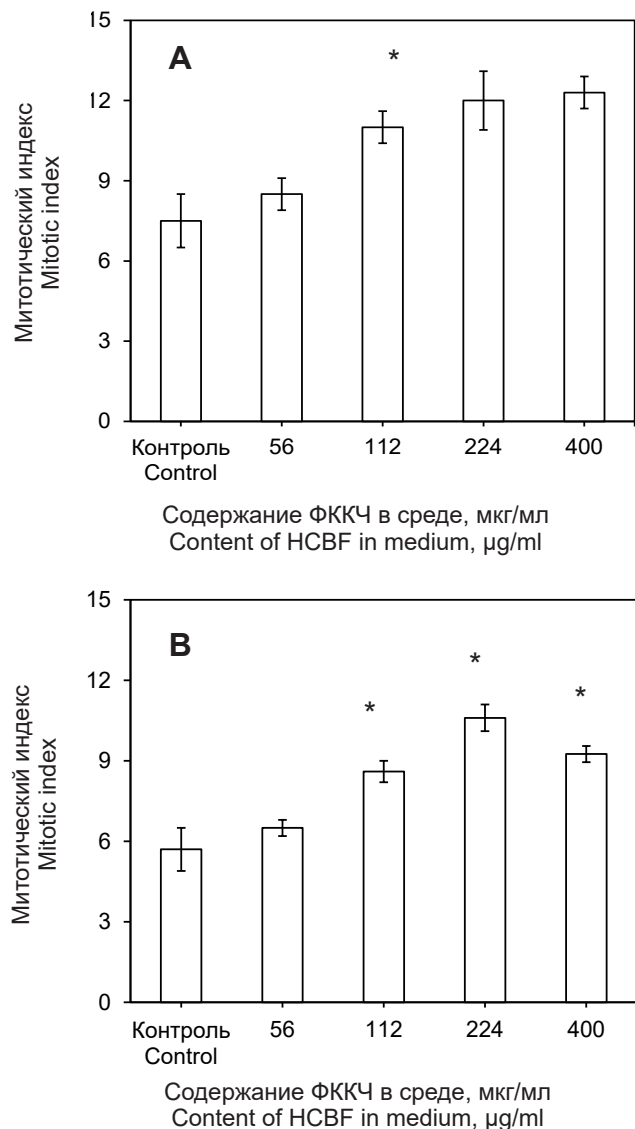 15
A
*
12
9
6
3
0
Митотический индекс
Mitotic index
Контроль
Control
56
112
224
400
Содержание ФККЧ в среде, мкг/мл
Content of HCBF in medium, µg/ml
15
B
*
*
*
12
9
6
3
0
Митотический индекс
Mitotic index
Контроль
Control
56
112
224
400
Содержание ФККЧ в среде, мкг/мл
Content of HCBF in medium, µg/ml